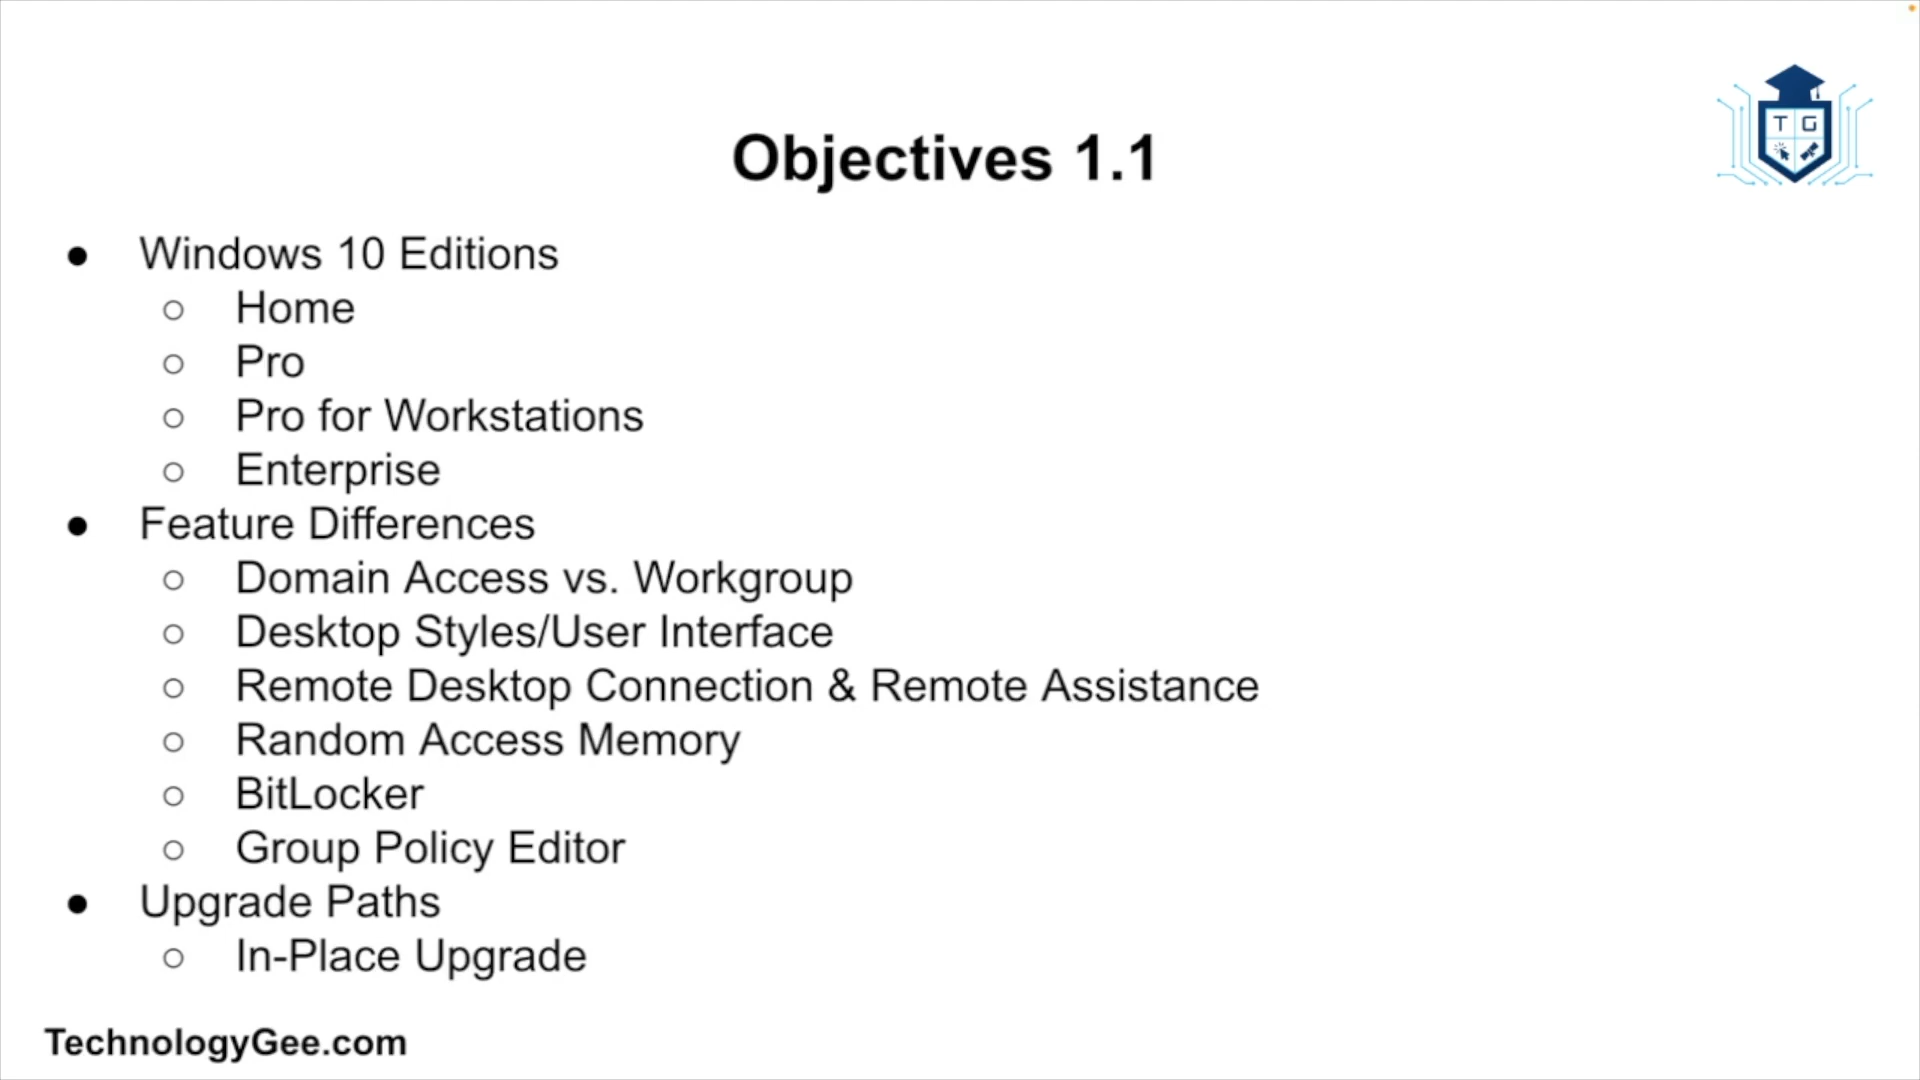 T G
Objectives 1.1
● Windows 10 Editions
○ Home
○ Pro
○ Pro for Workstations
○ Enterprise
● Feature Differences
○ Domain Access vs. Workgroup
○ Desktop Styles/User Interface
○ Remote Desktop Connection & Remote Assistance
○ Random Access Memory
○ BitLocker
○ Group Policy Editor
● Upgrade Paths
○ In-Place Upgrade
TechnologyGee.com